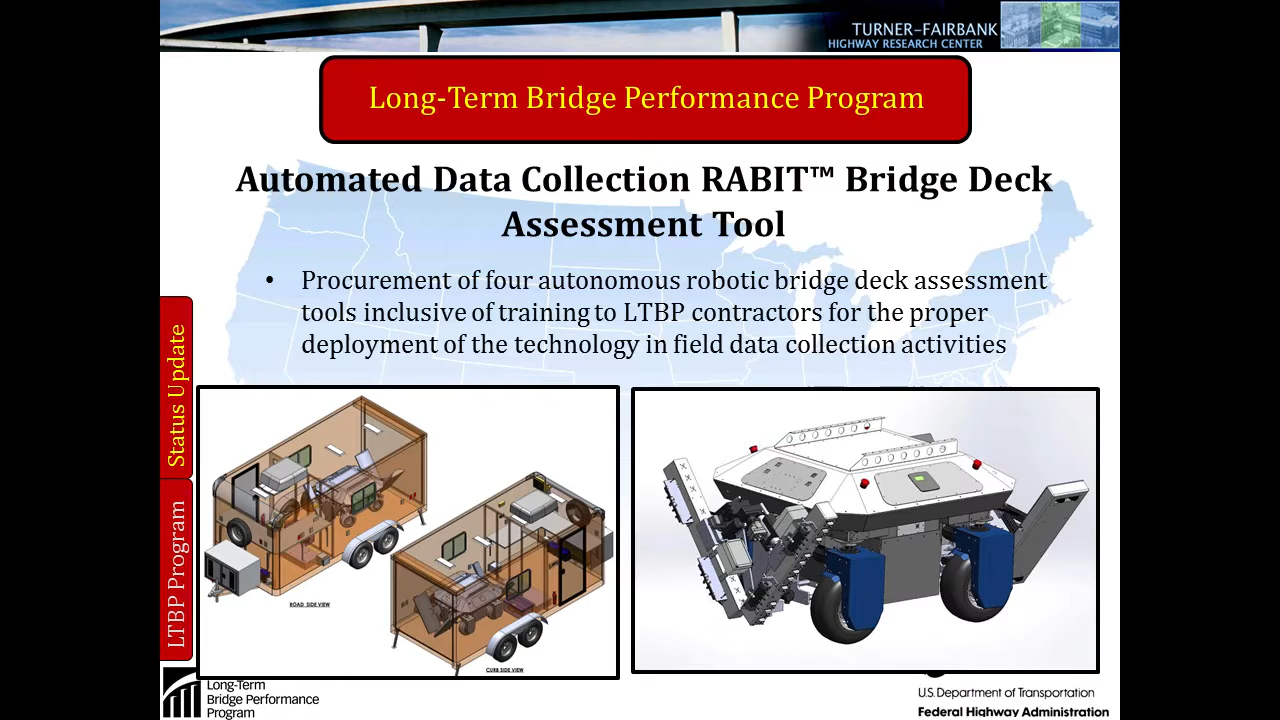 TURNER-FAIRBANK
HIGHWAY RESEARCH CENTER
Long-Term Bridge Performance Program
Automated Data Collection RABIT™ Bridge Deck
Assessment Tool
• Procurement of four autonomous robotic bridge deck assessment
tools inclusive of training to LTBP contractors for the proper
deployment of the technology in field data collection activities
Status Update
LTBP Program
ROAD SIDE VIEW
CURB SIDE VIEW
Long-Term
Bridge Performance
Program
U.S. Department of Transportation
Federal Highway Administration